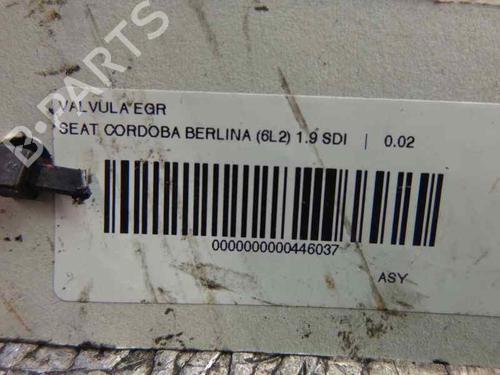 B-PARTS
VALVULA EGR
SEAT CORDOBA BERLINA (6L2) 1.9 SDI | 0.02
0000000000446037
ASY